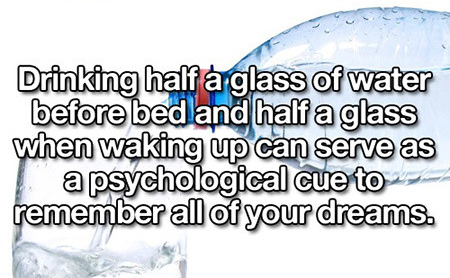 Drinking half a glass of water
before bed and half a glass
when waking up can serve as
a psychological cue to
remember all of your dreams.